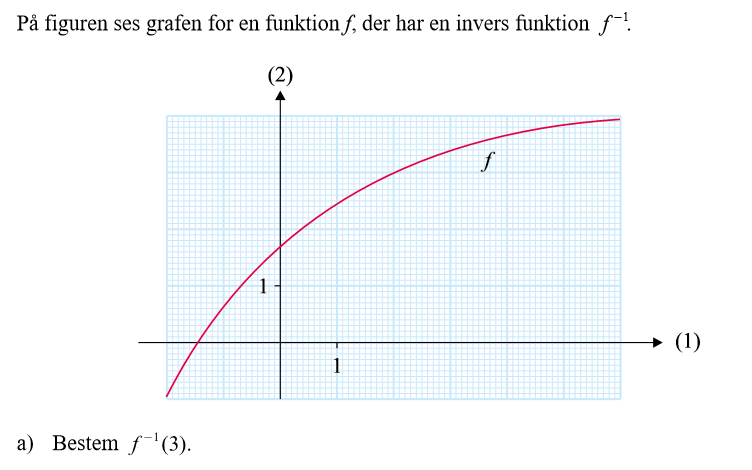 På figuren ses grafen for en funktion f, der har en invers funktion f⁻¹.
(2)
f
1
(1)
1
a) Bestem f⁻¹(3).